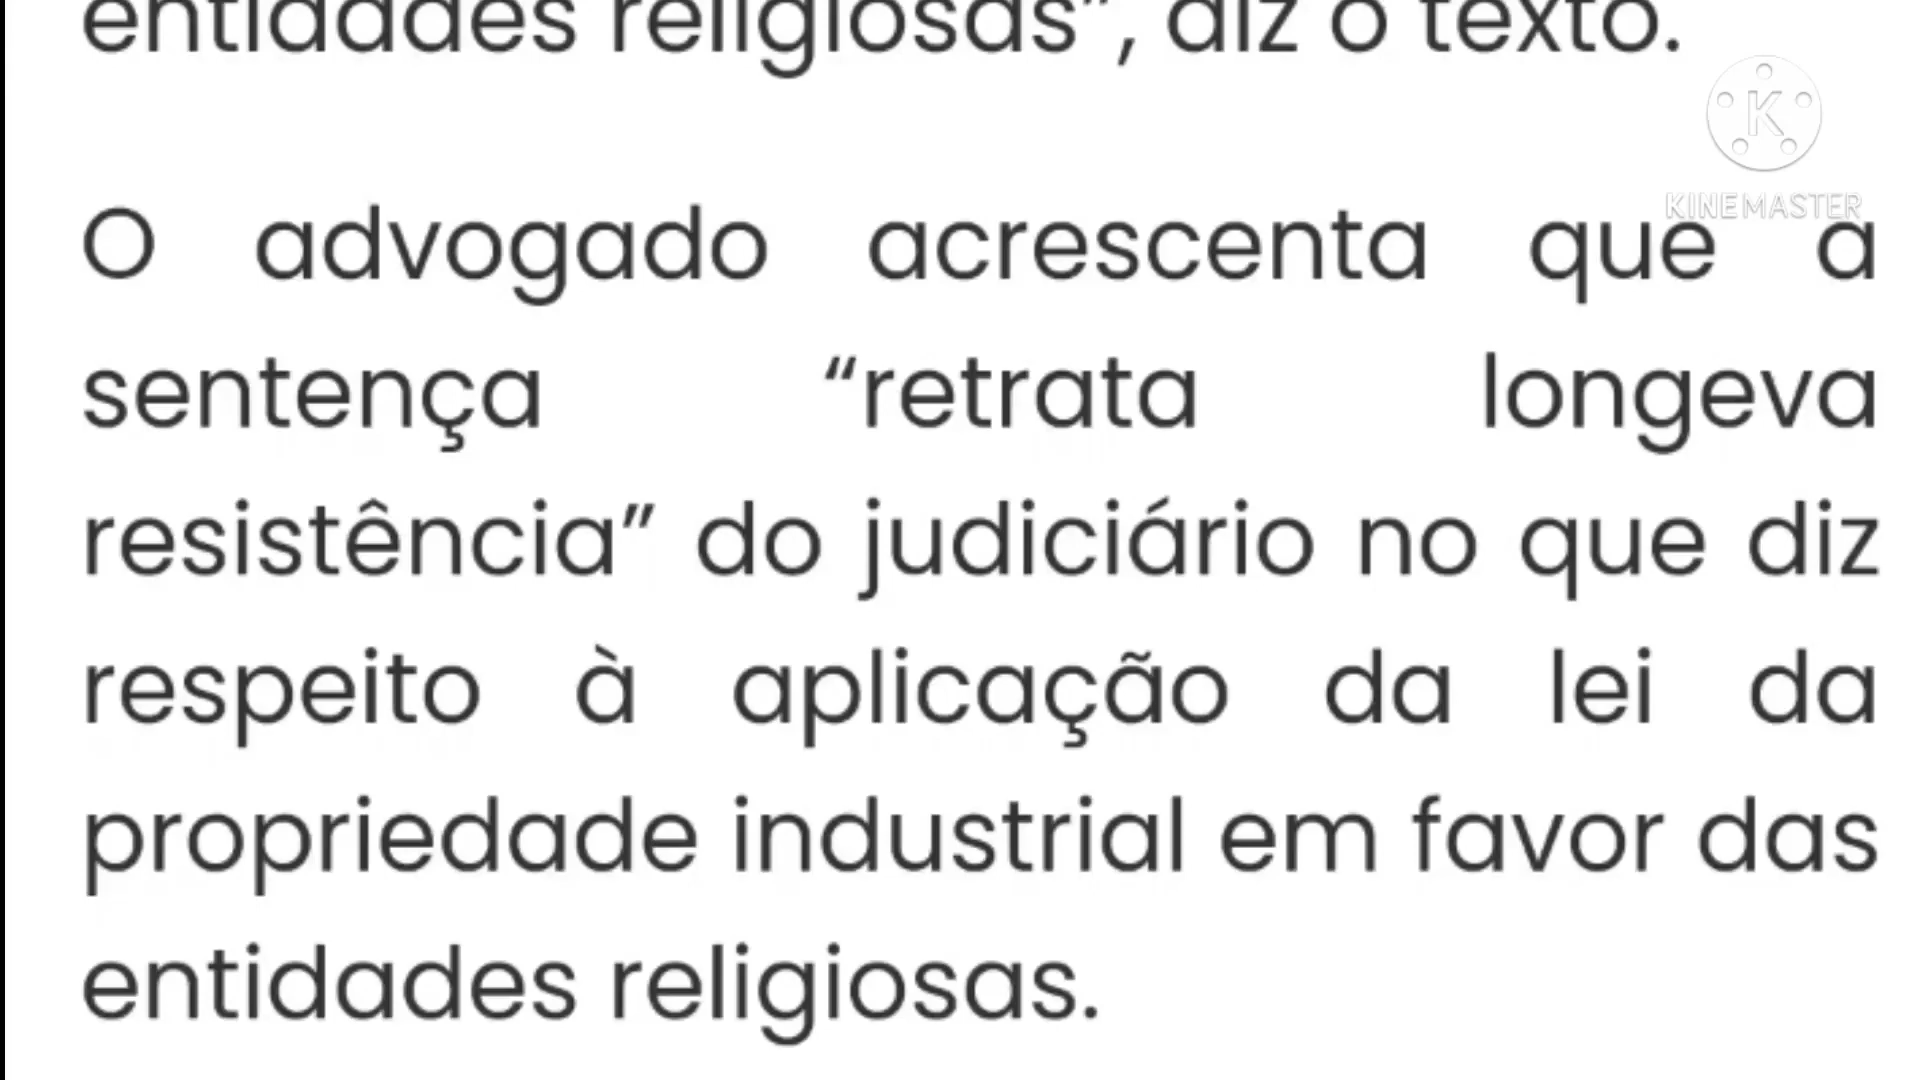 entidades religiosas”, diz o texto.
KINEMASTER
O advogado acrescenta que a
sentença “retrata longeva
resistência” do judiciário no que diz
respeito à aplicação da lei da
propriedade industrial em favor das
entidades religiosas.